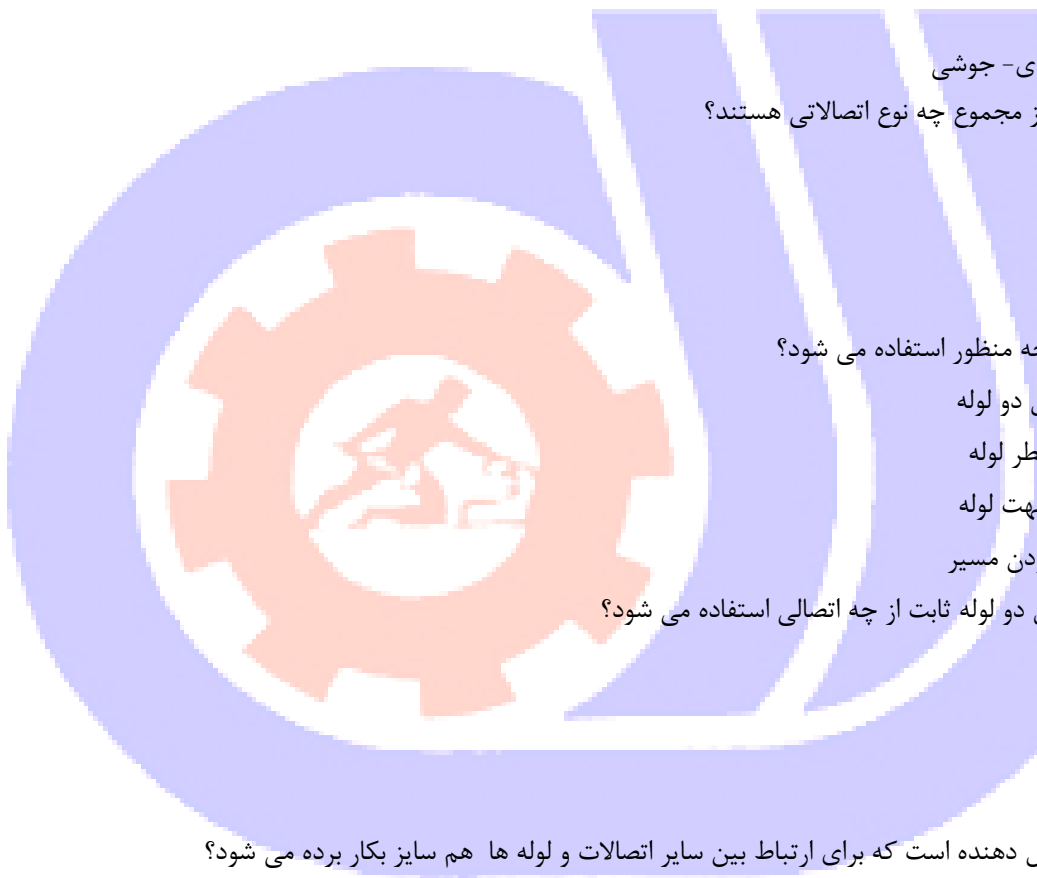 ی- جوشی
ز مجموع چه نوع اتصالاتی هستند؟
چه منظور استفاده می شود؟
دو لوله
طر لوله
هت لوله
دن مسیر
دو لوله ثابت از چه اتصالی استفاده می شود؟
دهنده است که برای ارتباط بین سایر اتصالات و لوله ها هم سایز بکار برده می شود؟